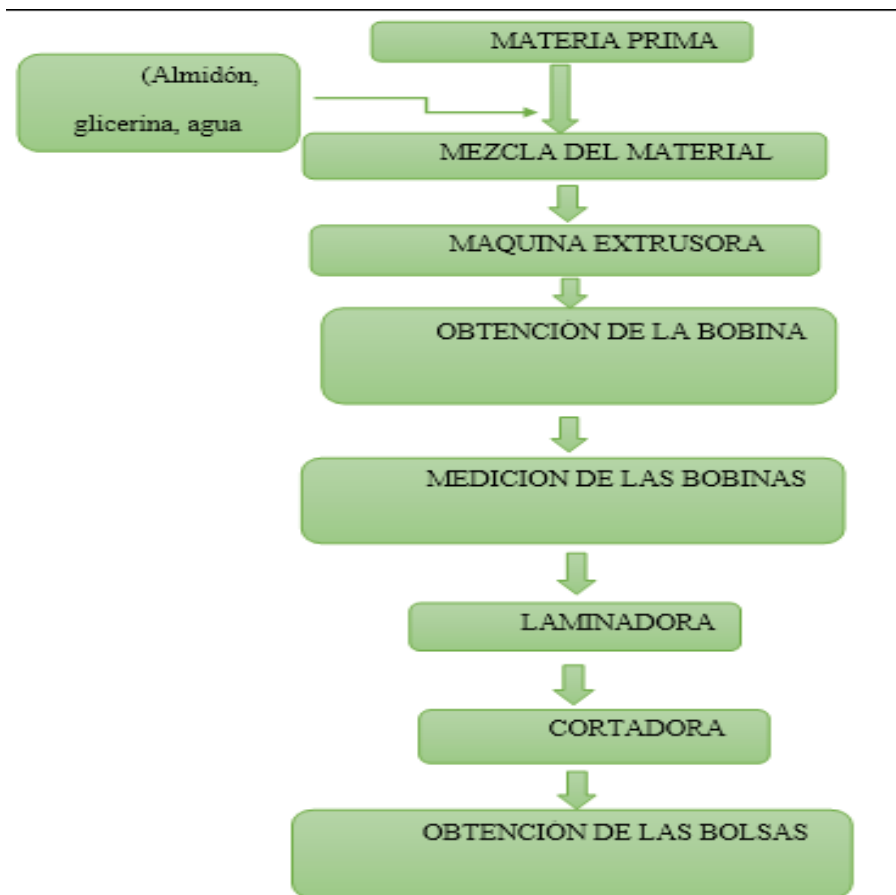 MATERIA PRIMA
(Almidón,
glicerina, agua
MEZCLA DEL MATERIAL
MAQUINA EXTRUSORA
OBTENCIÓN DE LA BOBINA
MEDICION DE LAS BOBINAS
LAMINADORA
CORTADORA
OBTENCIÓN DE LAS BOLSAS